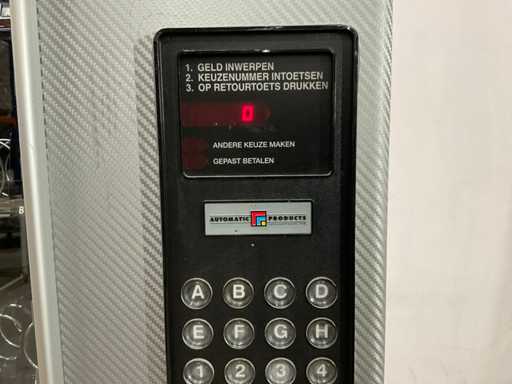 1. GELD INWERPEN
2. KEUZENUMMER INTOETSEN
3. OP RETOURTOETS DRUKKEN
0
ANDERE KEUZE MAKEN
GEPAST BETALEN
AUTOMATIC PRODUCTS
A B C D
E F G H
1 2 3 4
B